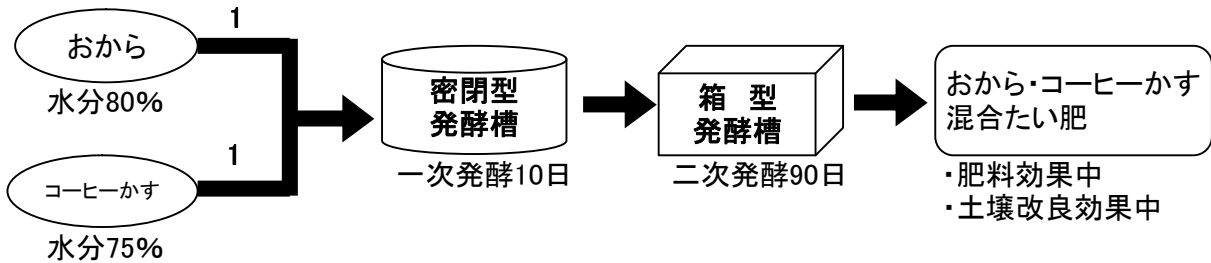 1
おから
水分80%
1
コーヒーかす
水分75%
密閉型
発酵槽
一次発酵10日
箱 型
発酵槽
二次発酵90日
おから・コーヒーかす
混合たい肥
・肥料効果中
・土壌改良効果中